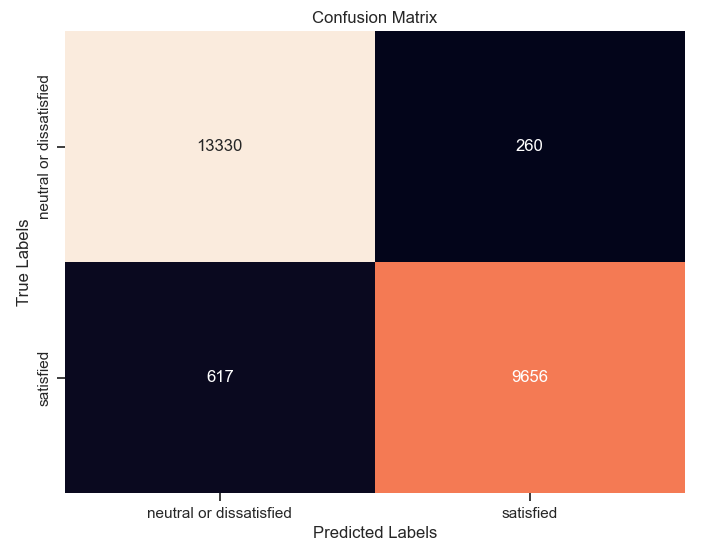 Confusion Matrix
True Labels
neutral or dissatisfied
13330
260
satisfied
617
9656
neutral or dissatisfied
satisfied
Predicted Labels